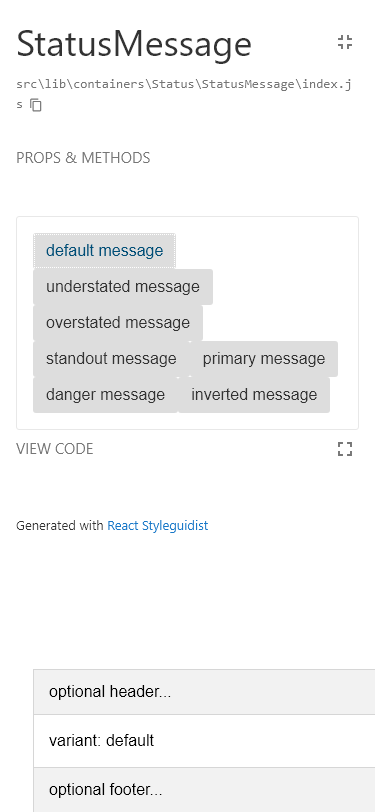 StatusMessage
src\lib\containers\Status\StatusMessage\index.j
s
PROPS & METHODS
default message
understated message
overstated message
standout message primary message
danger message inverted message
VIEW CODE
Generated with React Styleguidist
optional header...
variant: default
optional footer...